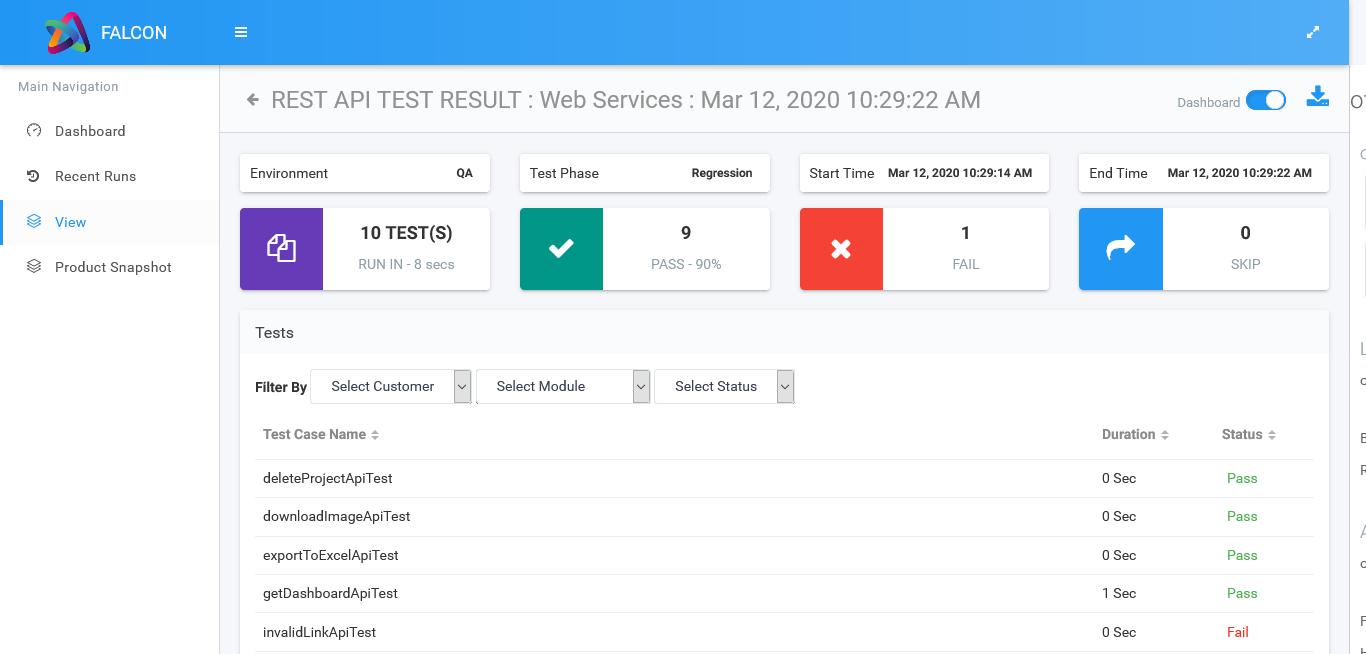 FALCON
Main Navigation
Dashboard
Recent Runs
View
Product Snapshot
REST API TEST RESULT : Web Services : Mar 12, 2020 10:29:22 AM
Dashboard
Environment QA
Test Phase Regression
Start Time Mar 12, 2020 10:29:14 AM
End Time Mar 12, 2020 10:29:22 AM
10 TEST(S)
RUN IN - 8 secs
9
PASS - 90%
1
FAIL
0
SKIP
Tests
Filter By Select Customer Select Module Select Status
Test Case Name Duration Status
deleteProjectApiTest 0 Sec Pass
downloadImageApiTest 0 Sec Pass
exportToExcelApiTest 0 Sec Pass
getDashboardApiTest 1 Sec Pass
invalidLinkApiTest 0 Sec Fail